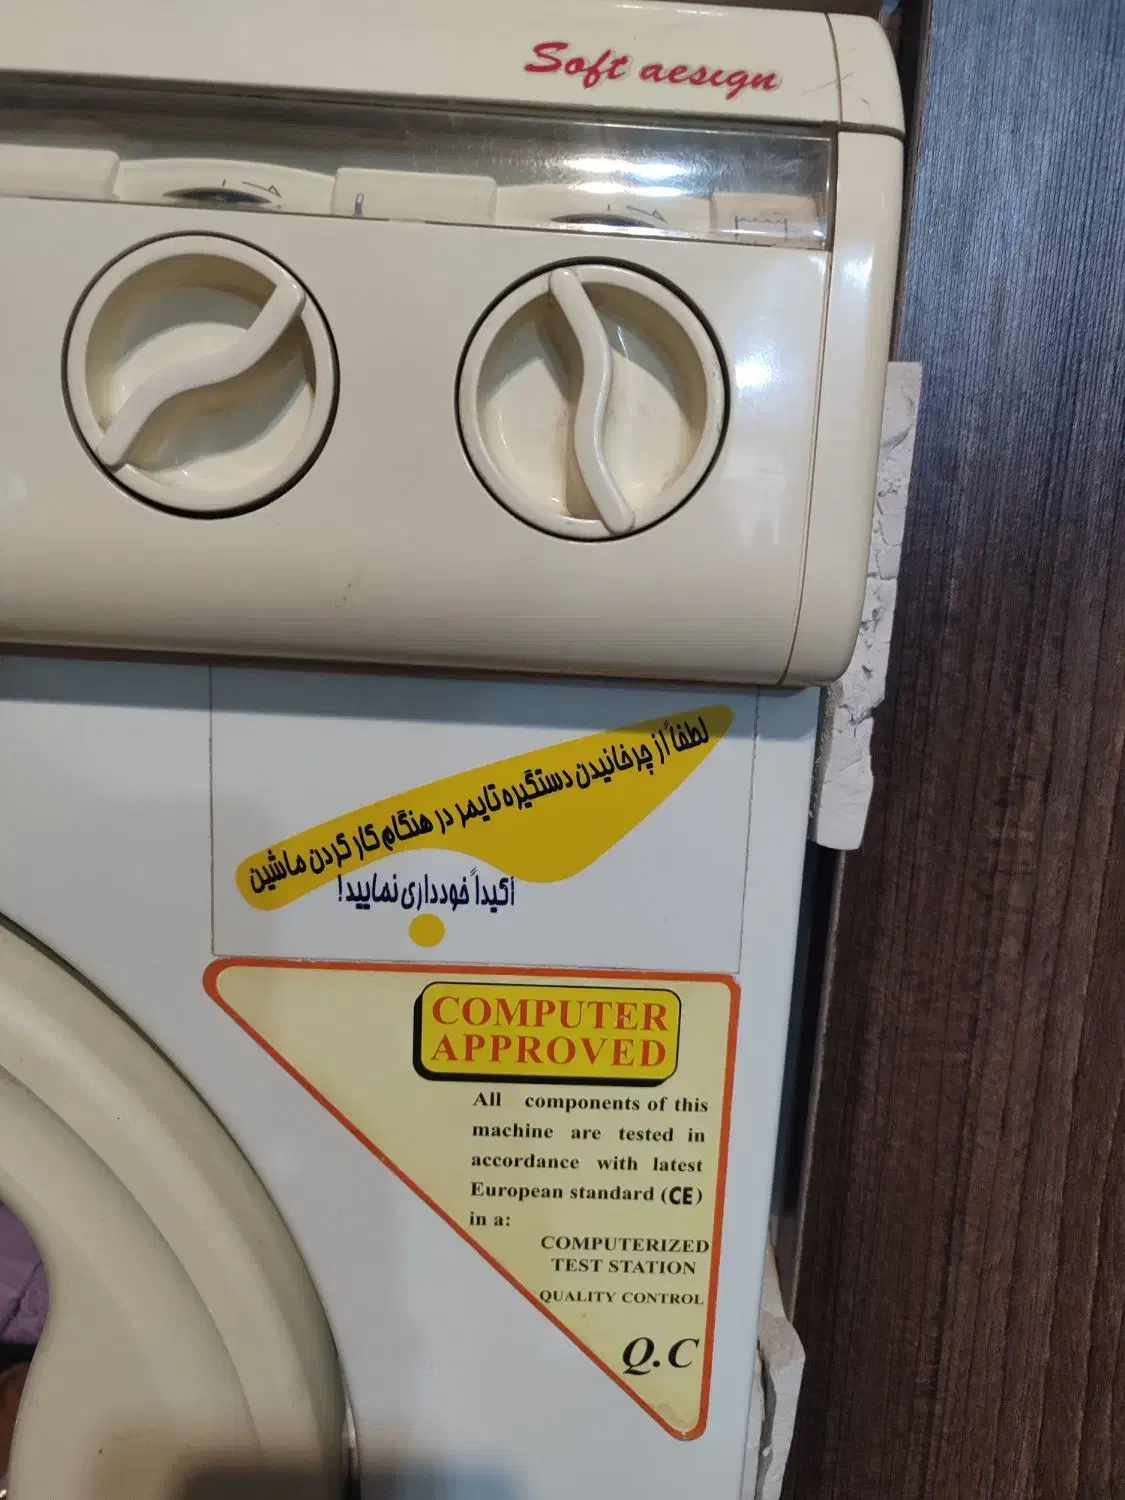 Soft aesign
لطفاً از چرخانیدن دستگیره تایمر در هنگام کار کردن ماشین
اکیداً خودداری نمایید!
COMPUTER
APPROVED
All components of this
machine are tested in
accordance with latest
European standard (CE)
in a:
COMPUTERIZED
TEST STATION
QUALITY CONTROL
Q.C